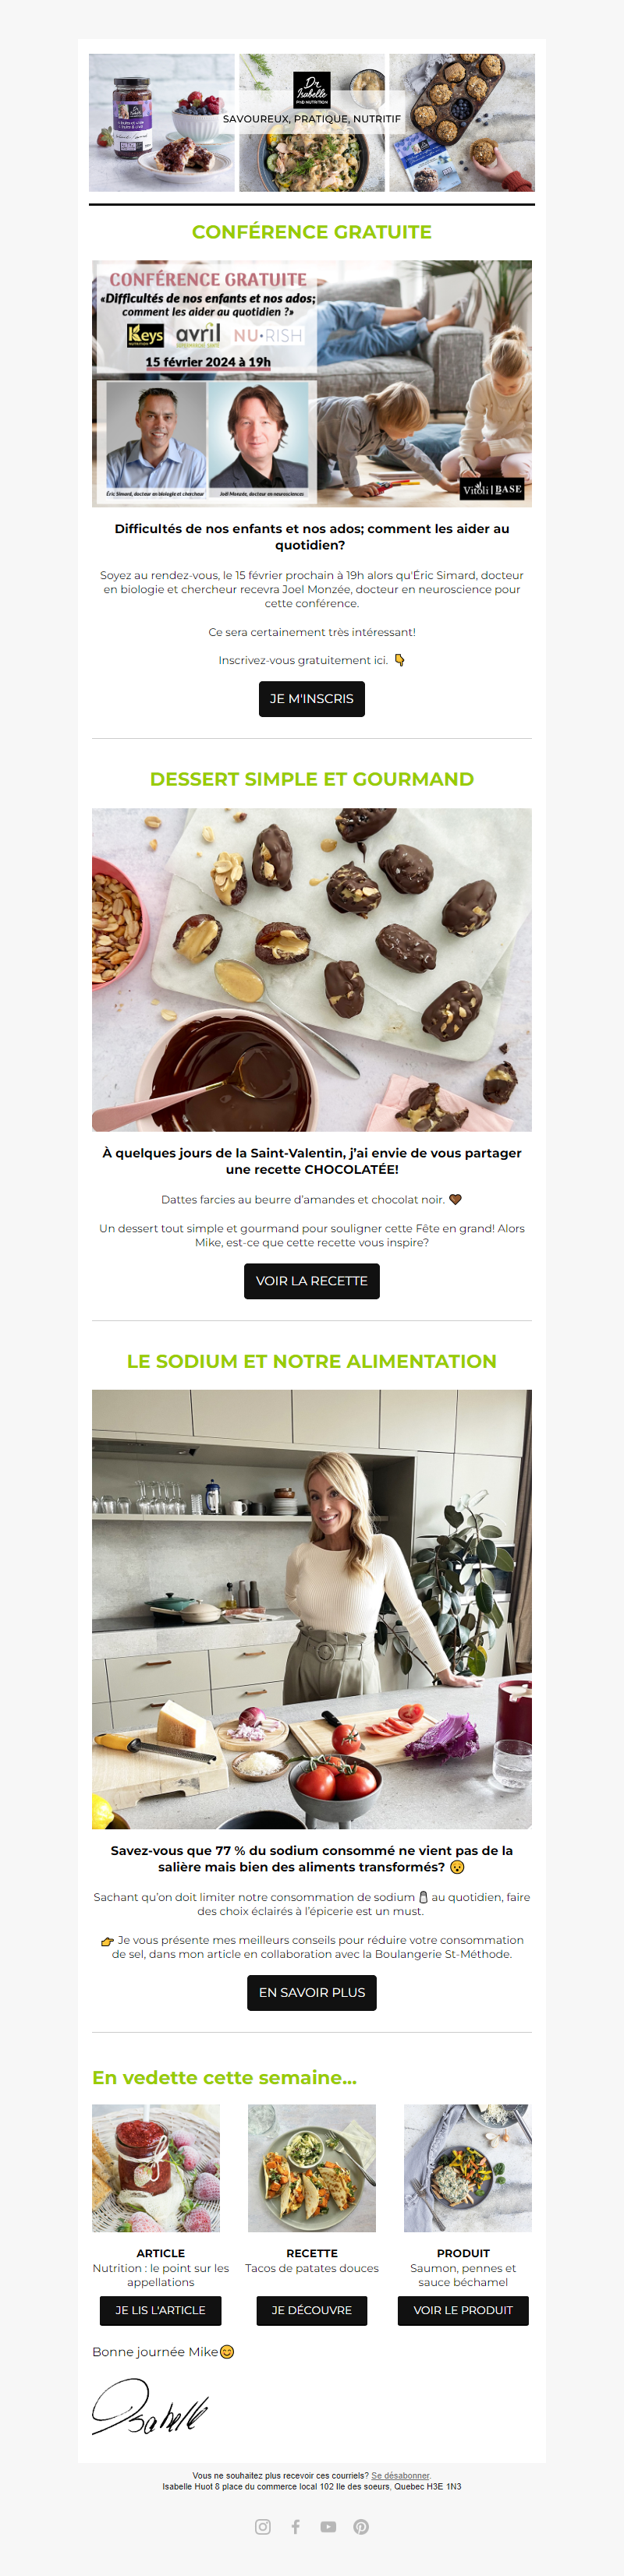 Dr
Isabelle
PHD NUTRITION
SAVOUREUX, PRATIQUE, NUTRITIF
CONFÉRENCE GRATUITE
CONFÉRENCE GRATUITE
«Difficultés de nos enfants et nos ados;
comment les aider au quotidien ?»
Keys avril NU·RISH
15 février 2024 à 19h
Éric Simard, docteur en biologie et chercheur Joël Monzée, docteur en neurosciences
Vitoli | BASE
Difficultés de nos enfants et nos ados; comment les aider au
quotidien?
Soyez au rendez-vous, le 15 février prochain à 19h alors qu'Éric Simard, docteur
en biologie et chercheur recevra Joel Monzée, docteur en neuroscience pour
cette conférence.
Ce sera certainement très intéressant!
Inscrivez-vous gratuitement ici. 👇
JE M'INSCRIS
DESSERT SIMPLE ET GOURMAND
À quelques jours de la Saint-Valentin, j'ai envie de vous partager
une recette CHOCOLATÉE!
Dattes farcies au beurre d'amandes et chocolat noir. 🤎
Un dessert tout simple et gourmand pour souligner cette Fête en grand! Alors
Mike, est-ce que cette recette vous inspire?
VOIR LA RECETTE
LE SODIUM ET NOTRE ALIMENTATION
Savez-vous que 77 % du sodium consommé ne vient pas de la
salière mais bien des aliments transformés? 😮
Sachant qu'on doit limiter notre consommation de sodium 🧂 au quotidien, faire
des choix éclairés à l'épicerie est un must.
👉 Je vous présente mes meilleurs conseils pour réduire votre consommation
de sel, dans mon article en collaboration avec la Boulangerie St-Méthode.
EN SAVOIR PLUS
En vedette cette semaine...
ARTICLE
Nutrition : le point sur les
appellations
JE LIS L'ARTICLE
RECETTE
Tacos de patates douces
JE DÉCOUVRE
PRODUIT
Saumon, pennes et
sauce béchamel
VOIR LE PRODUIT
Bonne journée Mike😊
Isabelle
Vous ne souhaitez plus recevoir ces courriels? Se désabonner.
Isabelle Huot 8 place du commerce local 102 Ile des soeurs, Quebec H3E 1N3